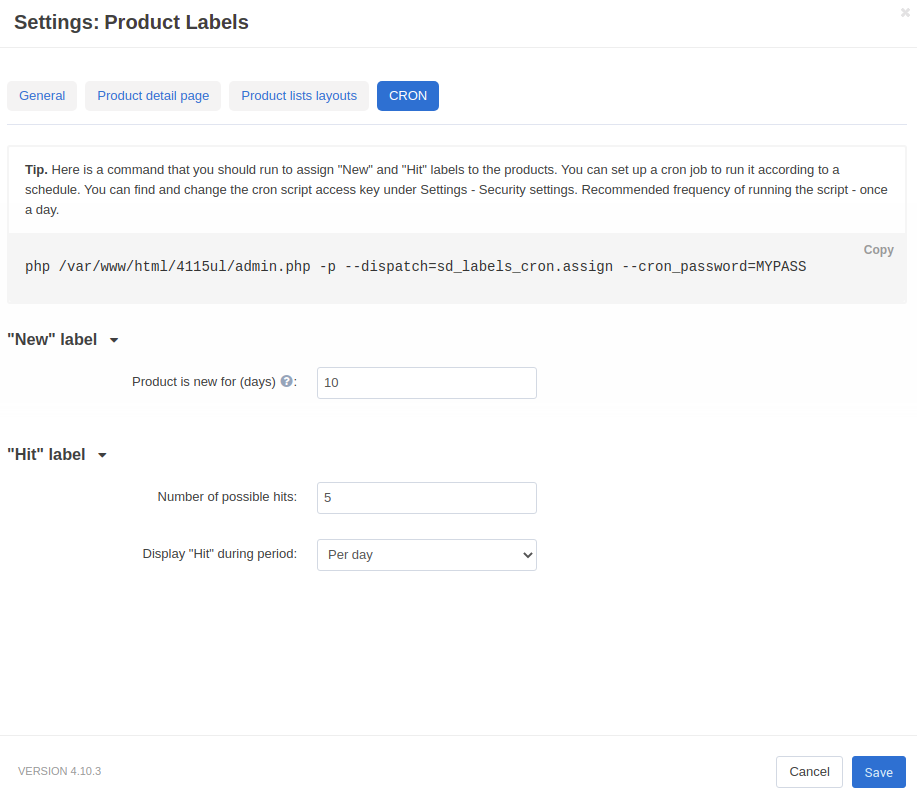 Settings: Product Labels
General
Product detail page
Product lists layouts
CRON
Tip. Here is a command that you should run to assign "New" and "Hit" labels to the products. You can set up a cron job to run it according to a
schedule. You can find and change the cron script access key under Settings - Security settings. Recommended frequency of running the script - once
a day.
Copy
php /var/www/html/4115ul/admin.php -p --dispatch=sd_labels_cron.assign --cron_password=MYPASS
"New" label
Product is new for (days) ?: 10
"Hit" label
Number of possible hits: 5
Display "Hit" during period: Per day
VERSION 4.10.3
Cancel
Save